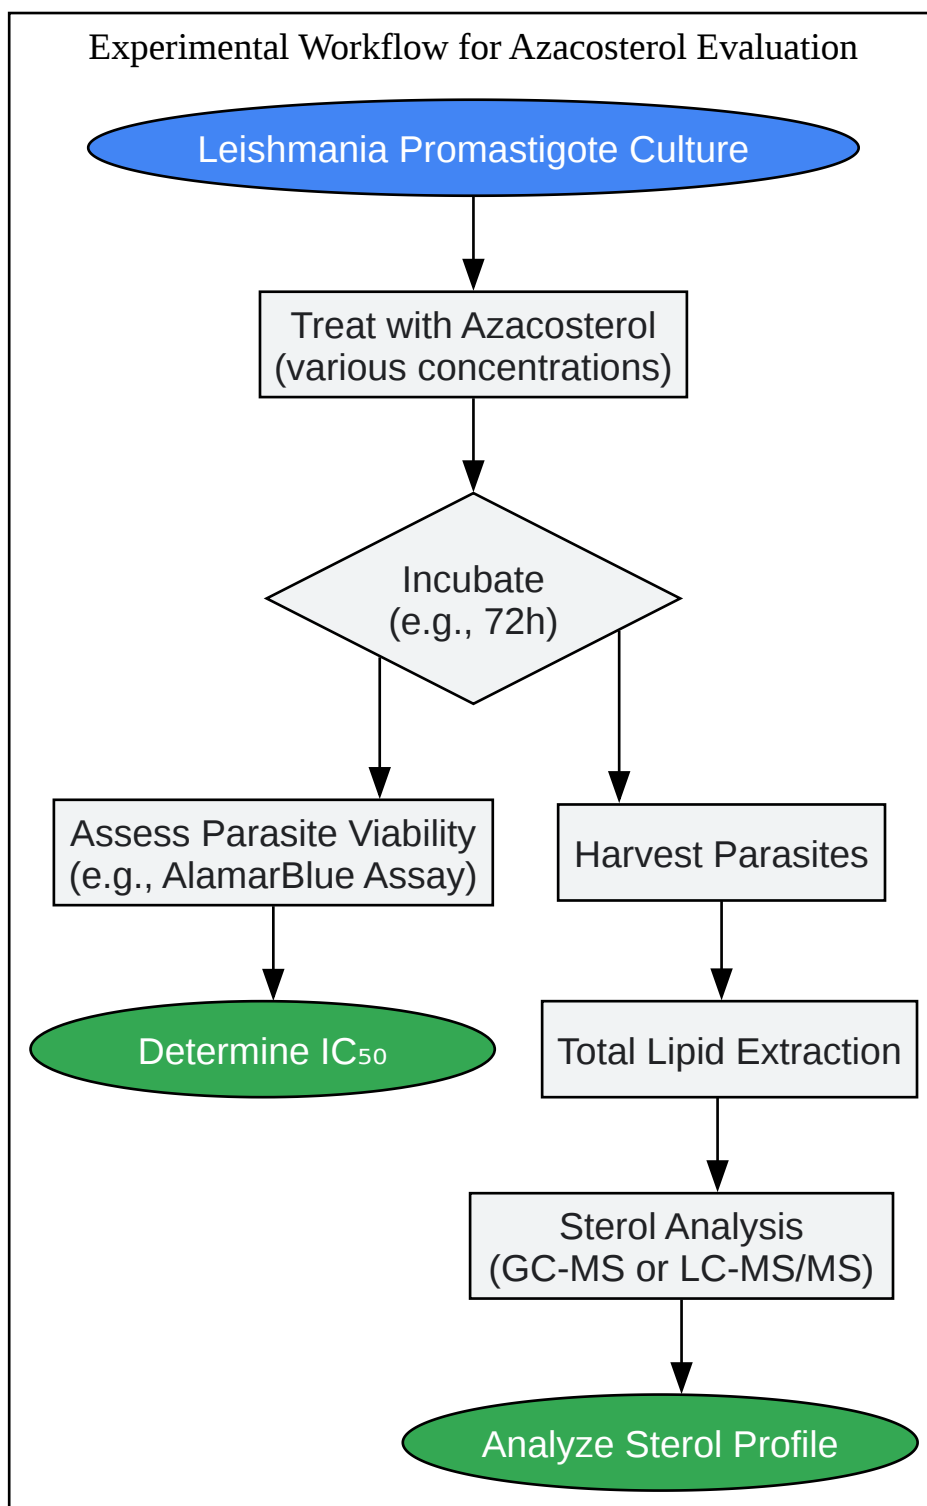 Experimental Workflow for Azacosterol Evaluation
Leishmania Promastigote Culture
Treat with Azacosterol
(various concentrations)
Incubate
(e.g., 72h)
Assess Parasite Viability
(e.g., AlamarBlue Assay)
Harvest Parasites
Determine IC₅₀
Total Lipid Extraction
Sterol Analysis
(GC-MS or LC-MS/MS)
Analyze Sterol Profile